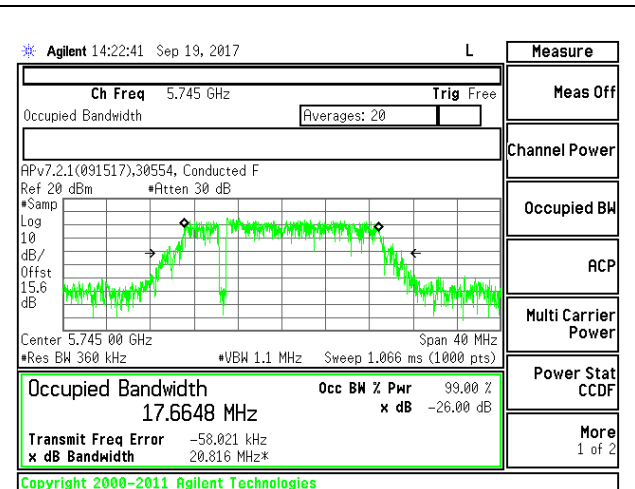 Agilent 14:22:41 Sep 19, 2017 L
Measure
Ch Freq 5.745 GHz Trig Free
Occupied Bandwidth Averages: 20
APv7.2.1(091517),30554, Conducted F
Ref 20 dBm #Atten 30 dB
#Samp
Log
10
dB/
Offst
15.6
dB
Center 5.745 00 GHz Span 40 MHz
#Res BW 360 kHz #VBW 1.1 MHz Sweep 1.066 ms (1000 pts)
Occupied Bandwidth
17.6648 MHz
Occ BW % Pwr 99.00 %
x dB -26.00 dB
Transmit Freq Error -58.021 kHz
x dB Bandwidth 20.816 MHz*
Copyright 2000-2011 Agilent Technologies
Meas Off
Channel Power
Occupied BW
ACP
Multi Carrier
Power
Power Stat
CCDF
More
1 of 2